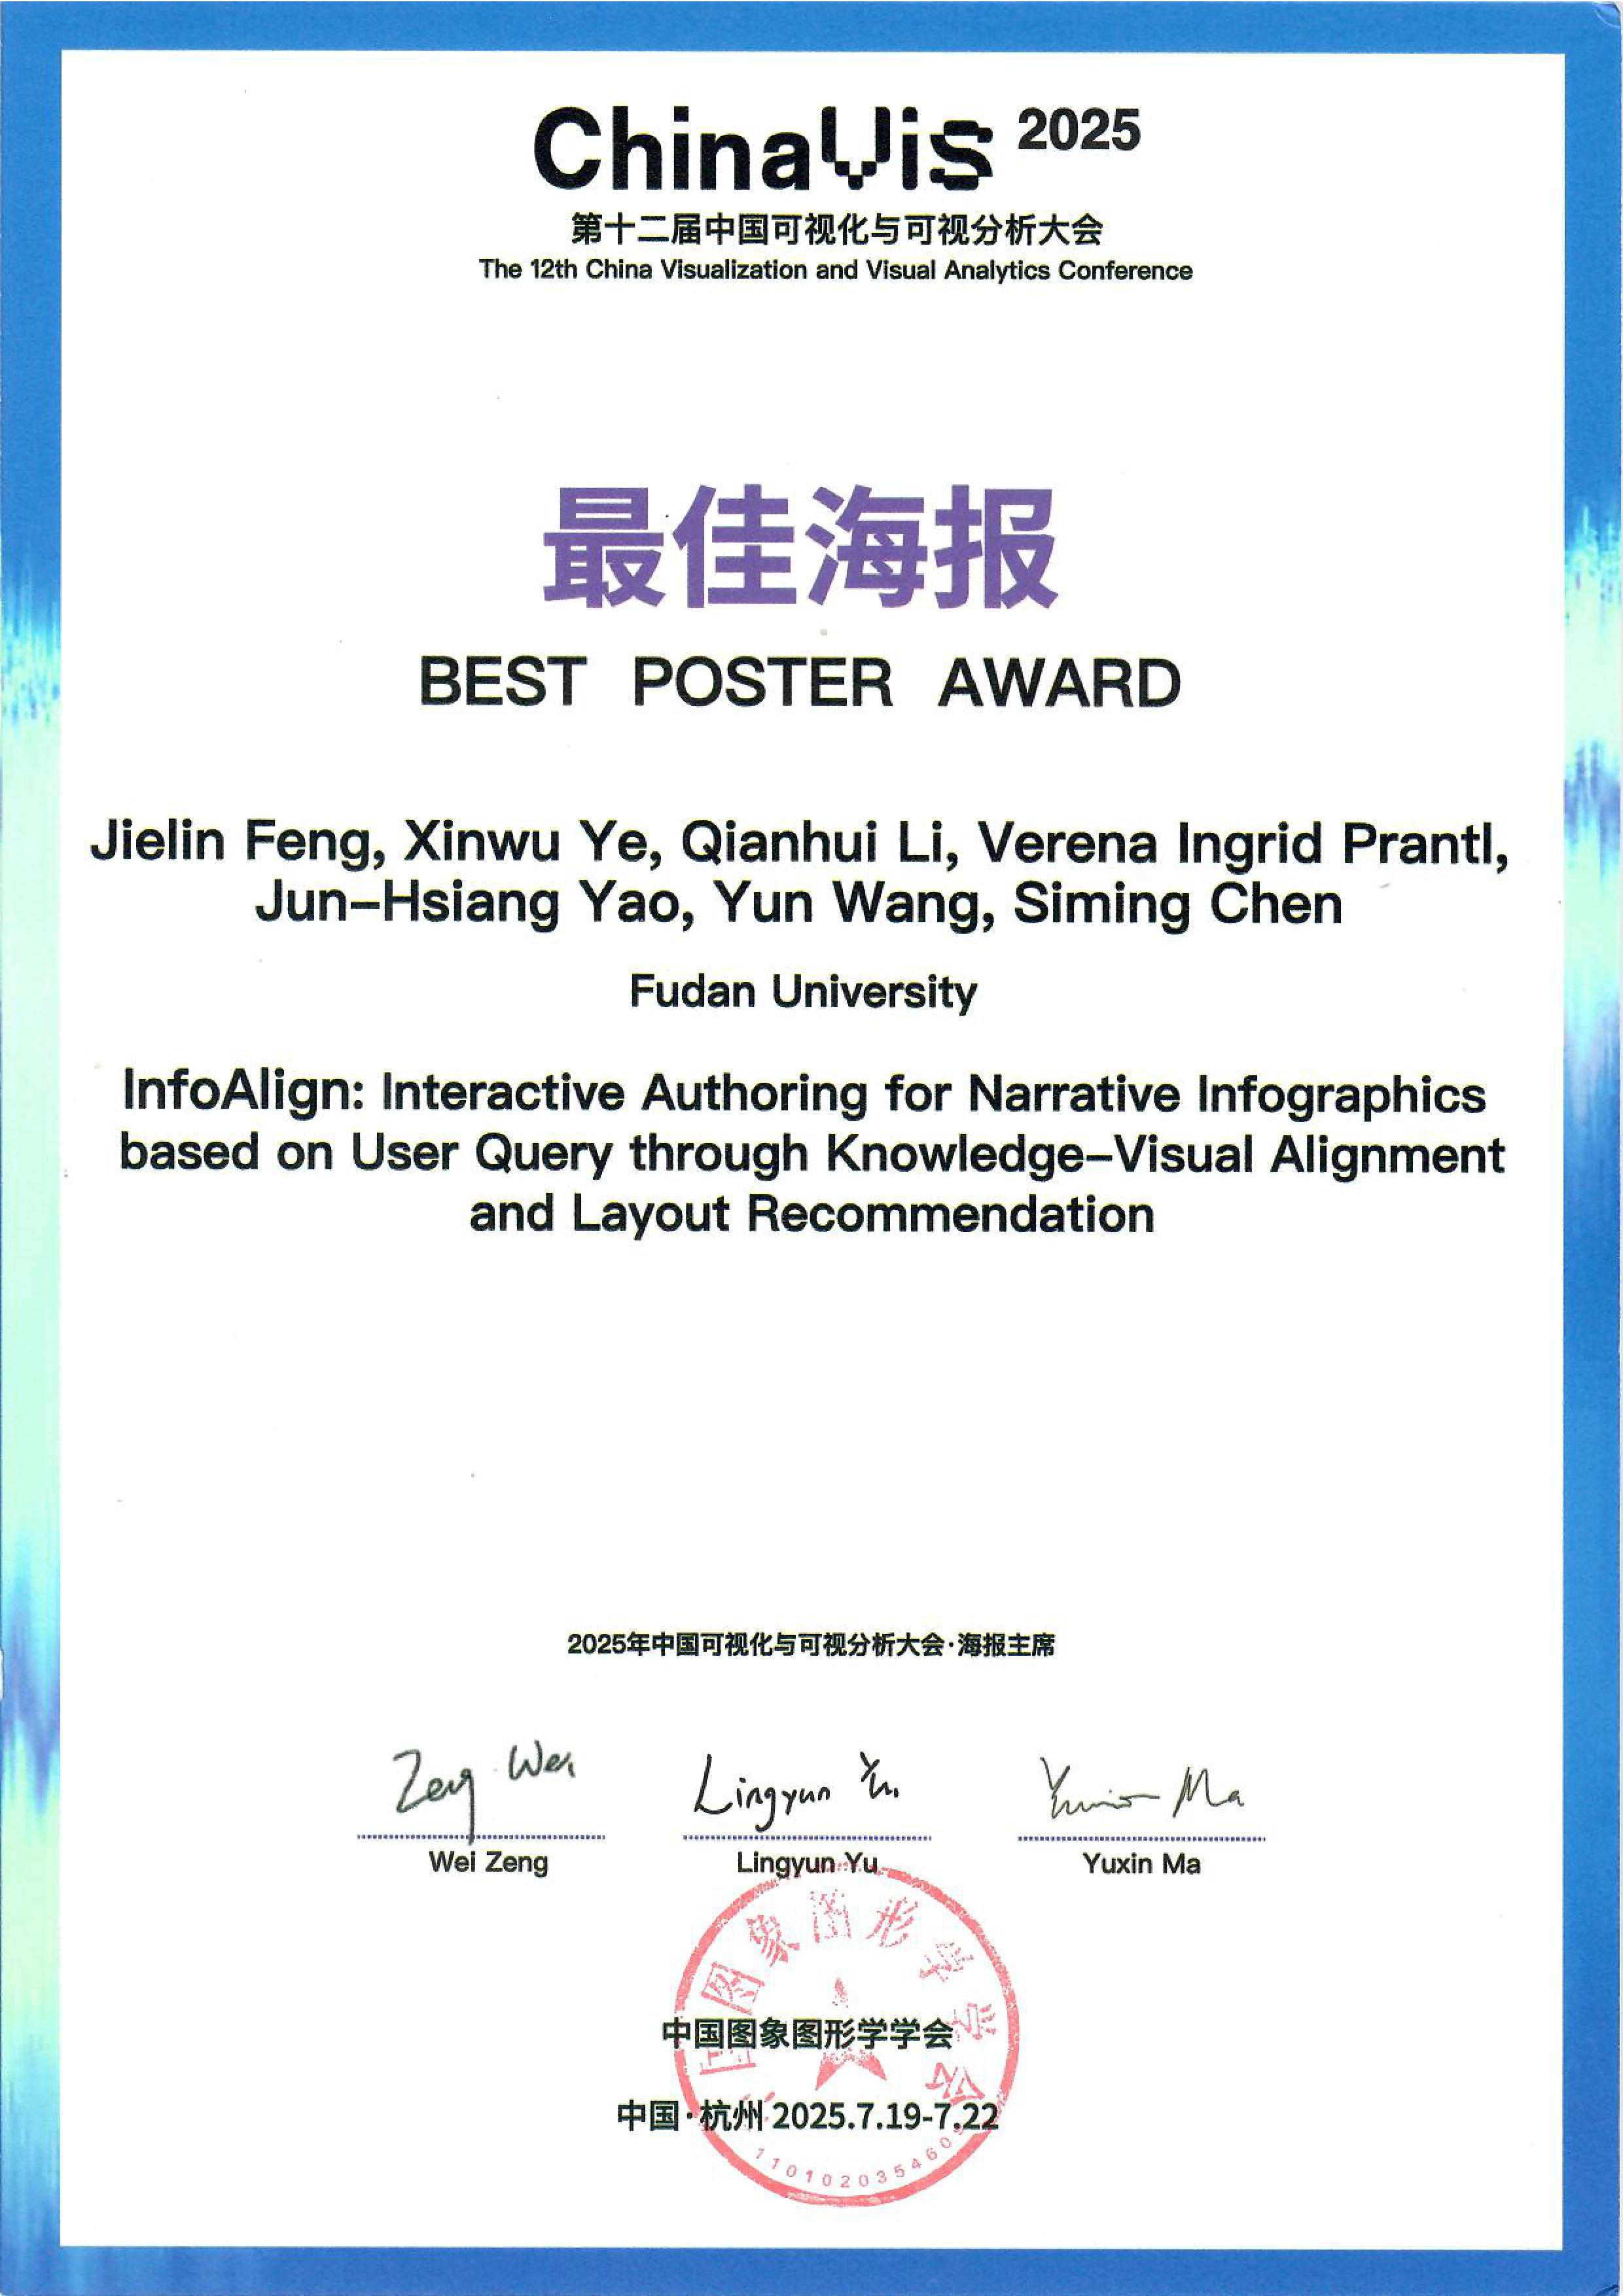 ChinaVis 2025
第十二届中国可视化与可视分析大会
The 12th China Visualization and Visual Analytics Conference
最佳海报
BEST POSTER AWARD
Jielin Feng, Xinwu Ye, Qianhui Li, Verena Ingrid Prantl,
Jun-Hsiang Yao, Yun Wang, Siming Chen
Fudan University
InfoAlign: Interactive Authoring for Narrative Infographics
based on User Query through Knowledge-Visual Alignment
and Layout Recommendation
2025年中国可视化与可视分析大会·海报主席
Zeng Wei
Lingyun Yu
Yuxin Ma
Wei Zeng
Lingyun Yu
Yuxin Ma
图象图形学学会
中国图象图形学学会
中国·杭州 2025.7.19-7.22